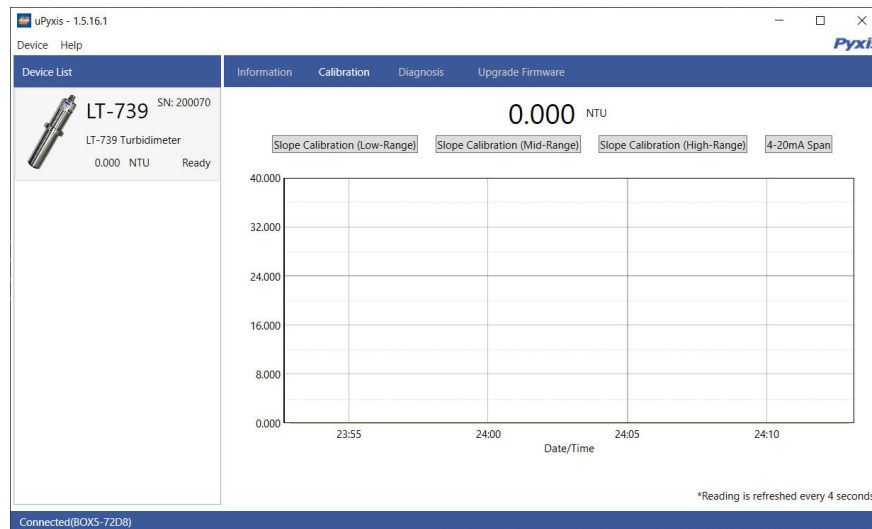 uPyxis - 1.5.16.1
Device Help
Device List
Information Calibration Diagnosis Upgrade Firmware
LT-739 SN: 200070
LT-739 Turbidimeter
0.000 NTU Ready
0.000 NTU
Slope Calibration (Low-Range) Slope Calibration (Mid-Range) Slope Calibration (High-Range) 4-20mA Span
40.000
32.000
24.000
16.000
8.000
0.000
23:55 24:00 24:05 24:10
Date/Time
*Reading is refreshed every 4 seconds
Connected(BOX5-72D8)